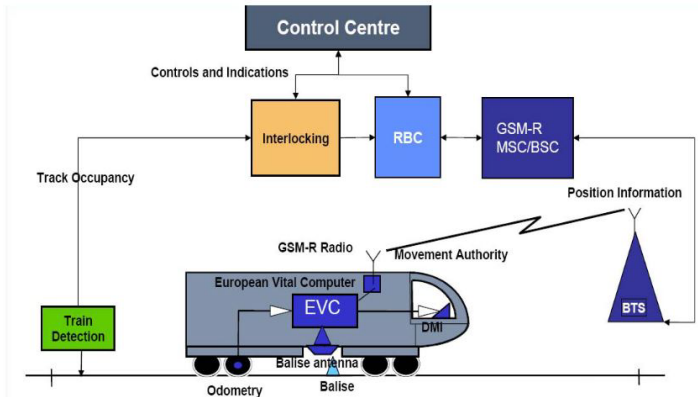 Control Centre
Controls and Indications
Interlocking
RBC
GSM-R
MSC/BSC
Track Occupancy
Position Information
GSM-R Radio
Movement Authority
European Vital Computer
EVC
DMI
BTS
Train
Detection
Balise antenna
Odometry
Balise